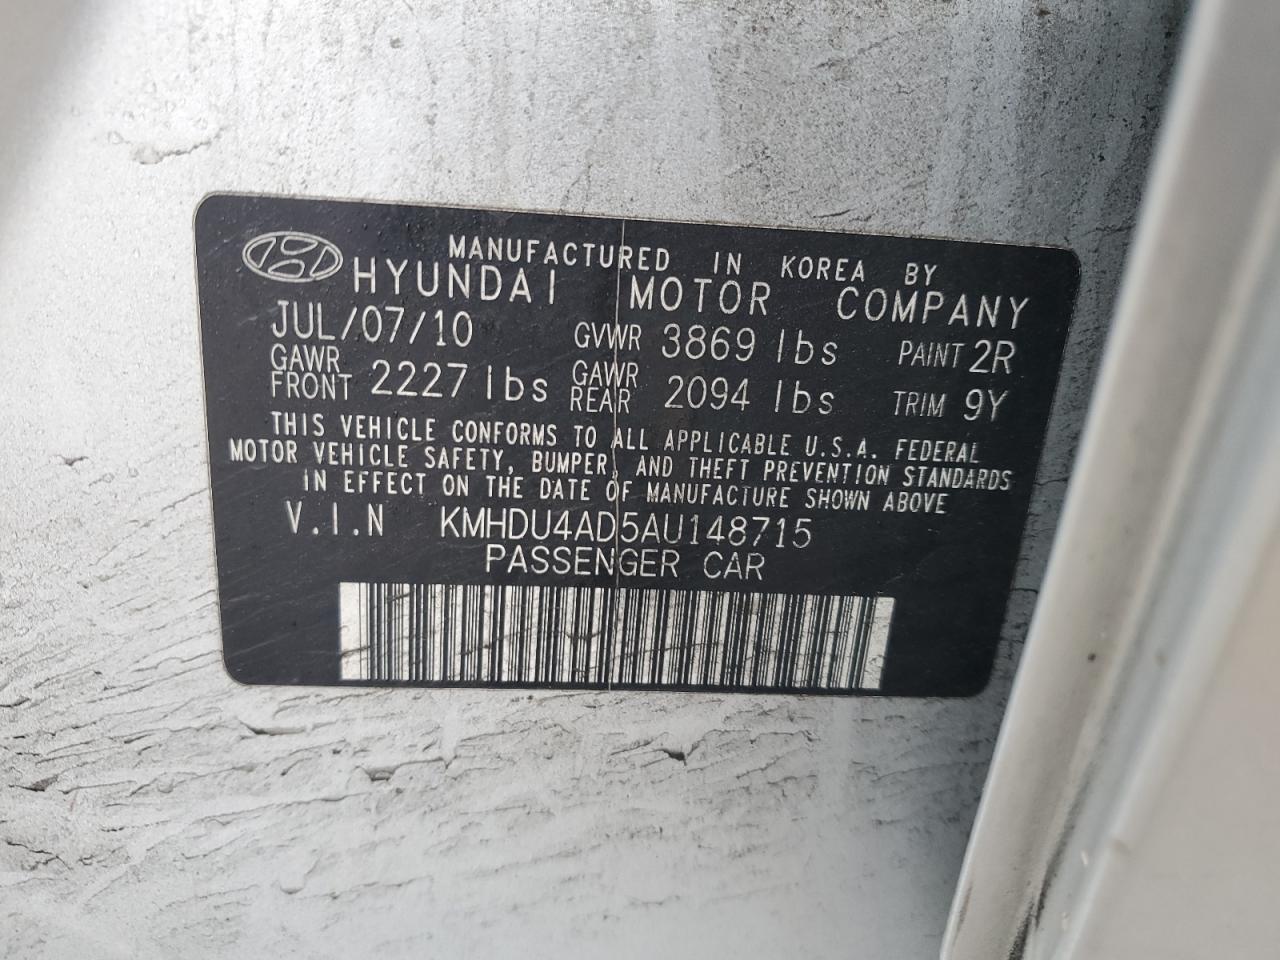 MANUFACTURED IN KOREA BY
HYUNDAI MOTOR COMPANY
JUL/07/10 GVWR 3869 lbs PAINT 2R
GAWR FRONT 2227 lbs GAWR REAR 2094 lbs TRIM 9Y
THIS VEHICLE CONFORMS TO ALL APPLICABLE U.S.A. FEDERAL
MOTOR VEHICLE SAFETY, BUMPER, AND THEFT PREVENTION STANDARDS
IN EFFECT ON THE DATE OF MANUFACTURE SHOWN ABOVE
V.I.N KMHDU4AD5AU148715
PASSENGER CAR